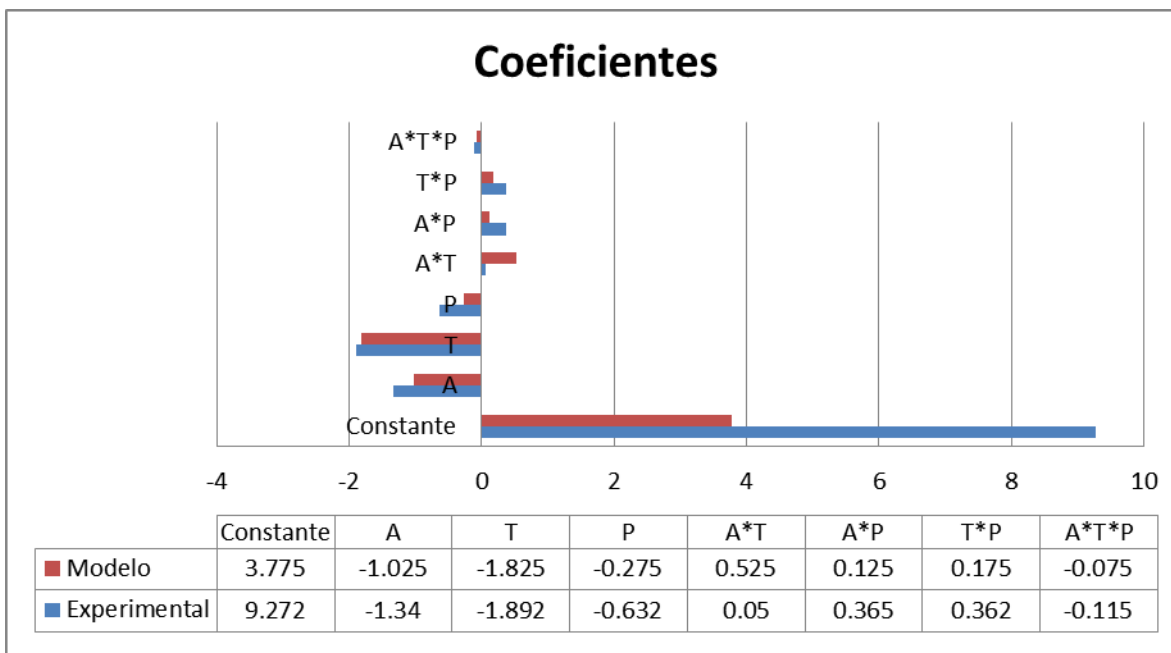 Coeficientes
A*T*P
T*P
A*P
A*T
P
T
A
Constante
-4 -2 0 2 4 6 8 10
Constante A T P A*T A*P T*P A*T*P
Modelo 3.775 -1.025 -1.825 -0.275 0.525 0.125 0.175 -0.075
Experimental 9.272 -1.34 -1.892 -0.632 0.05 0.365 0.362 -0.115